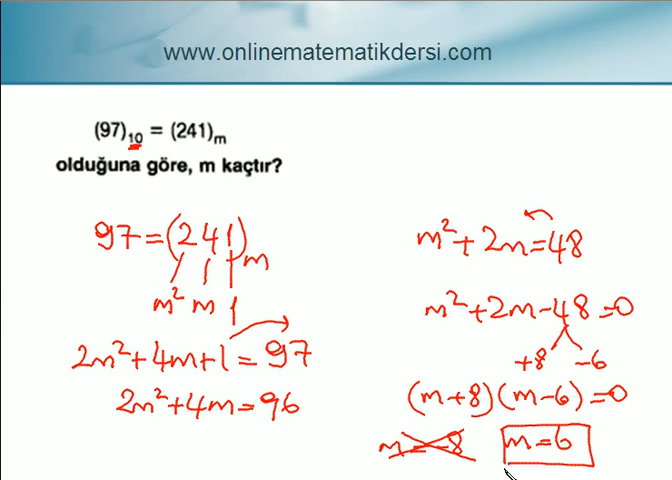 www.onlinematematikdersi.com
(97)₁₀ = (241)ₘ
olduğuna göre, m kaçtır?
97 = (241)ₘ
m² m 1
2m² + 4m + 1 = 97
2m² + 4m = 96
m² + 2m = 48
m² + 2m - 48 = 0
+8 -6
(m + 8) (m - 6) = 0
m = -8 m = 6